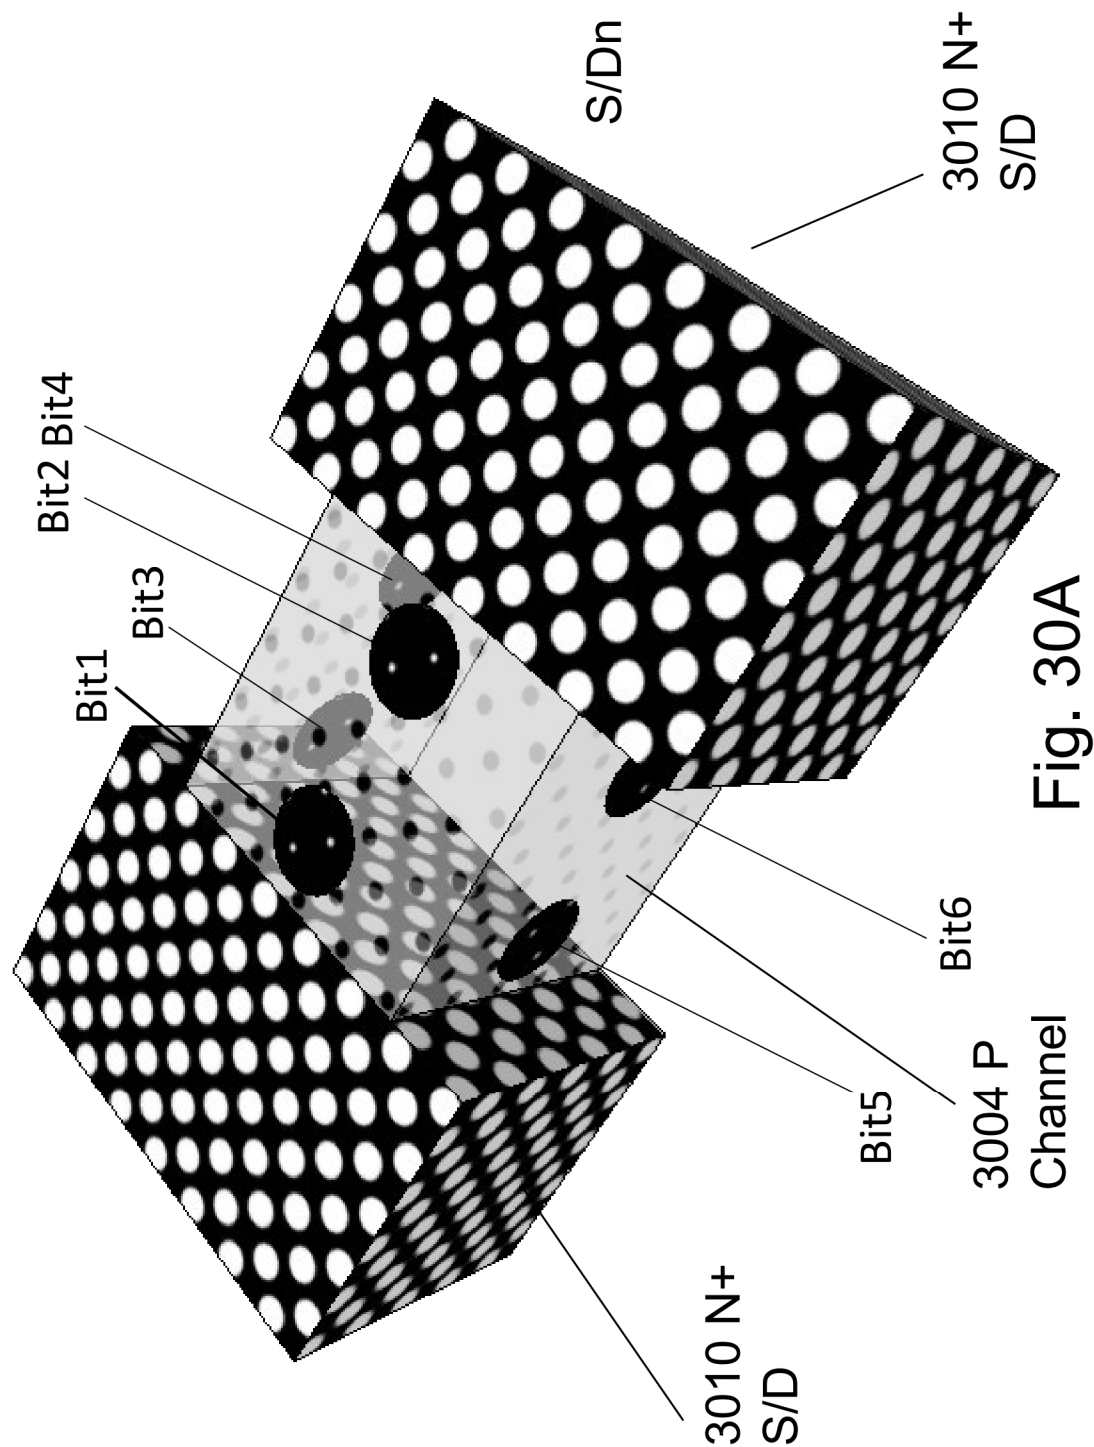 Bit2 Bit4
Bit3
Bit1
S/Dn
3010 N+
S/D
Bit6
Bit5
3004 P
Channel
3010 N+
S/D
Fig. 30A